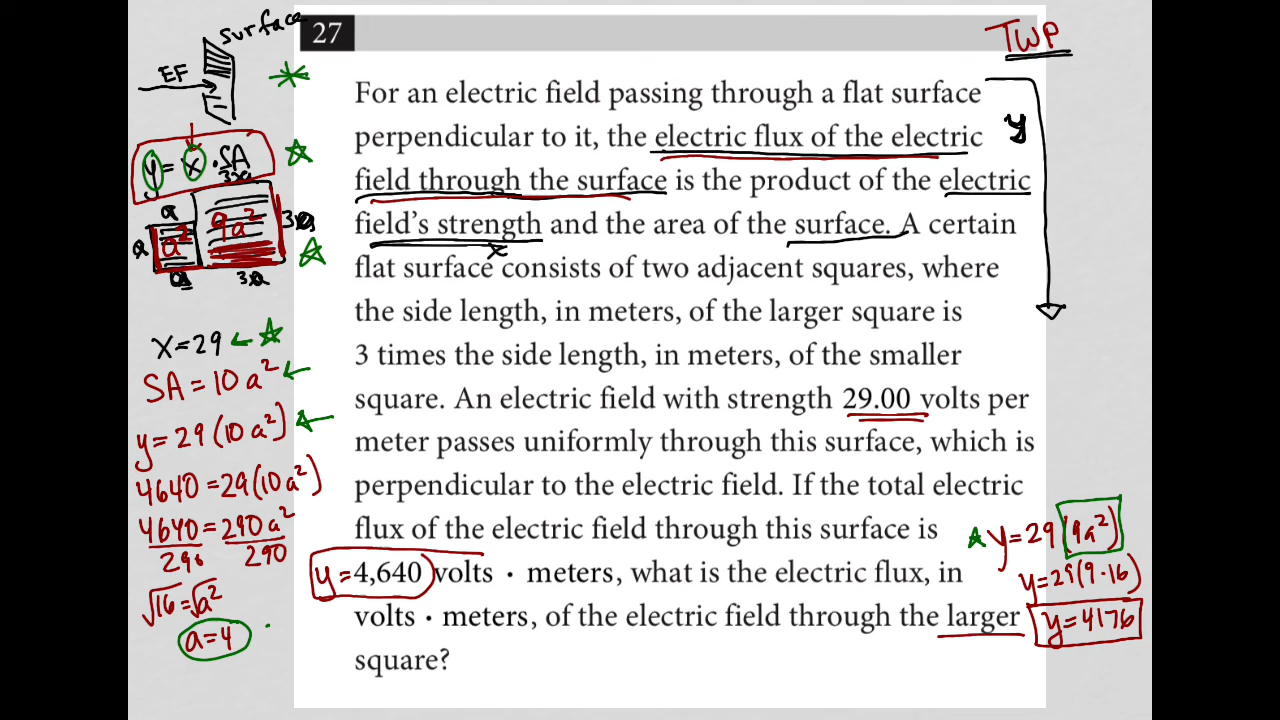 27
TWP
surface
EF
For an electric field passing through a flat surface
perpendicular to it, the electric flux of the electric
field through the surface is the product of the electric
field's strength and the area of the surface. A certain
flat surface consists of two adjacent squares, where
the side length, in meters, of the larger square is
3 times the side length, in meters, of the smaller
square. An electric field with strength 29.00 volts per
meter passes uniformly through this surface, which is
perpendicular to the electric field. If the total electric
flux of the electric field through this surface is
4,640 volts · meters, what is the electric flux, in
volts · meters, of the electric field through the larger
square?
y
x
y = x · SA
3a
a
a
a²
9a²
3a
a
3a
x = 29
SA = 10a²
y = 29(10a²)
4640 = 29(10a²)
4640 = 290a²
290 290
√16 = √a²
a = 4
y =
y = 29(9a²)
y = 29(9·16)
y = 4176